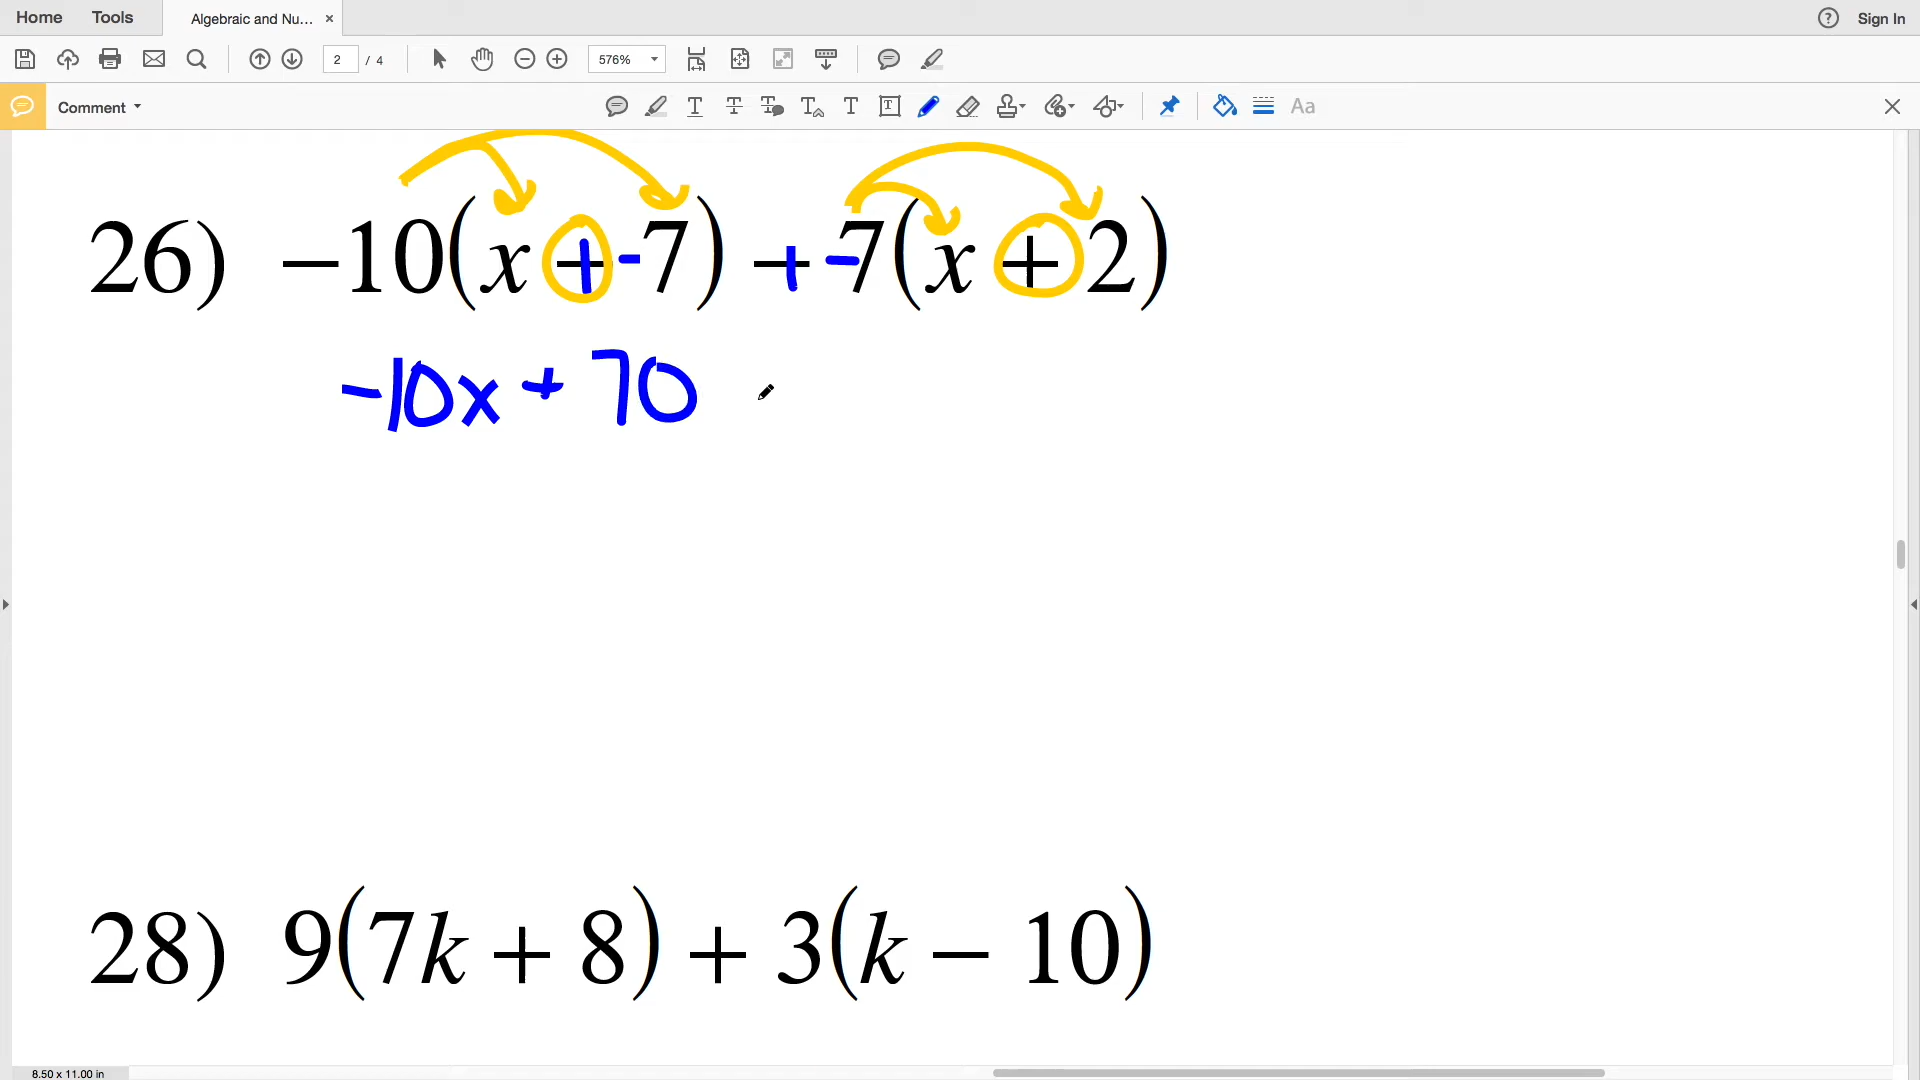 Home Tools Algebraic and Nu... × ? Sign In
2 / 4 576%
Comment T T T T T T Aa
26) −10(x + -7) + -7(x + 2)
-10x + 70
28) 9(7k + 8) + 3(k − 10)
8.50 x 11.00 in